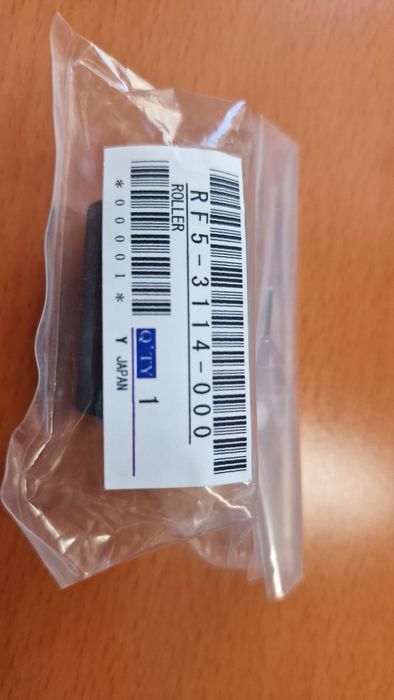 RF5-3114-000
ROLLER
*00001*
Q'TY 1
Y JAPAN